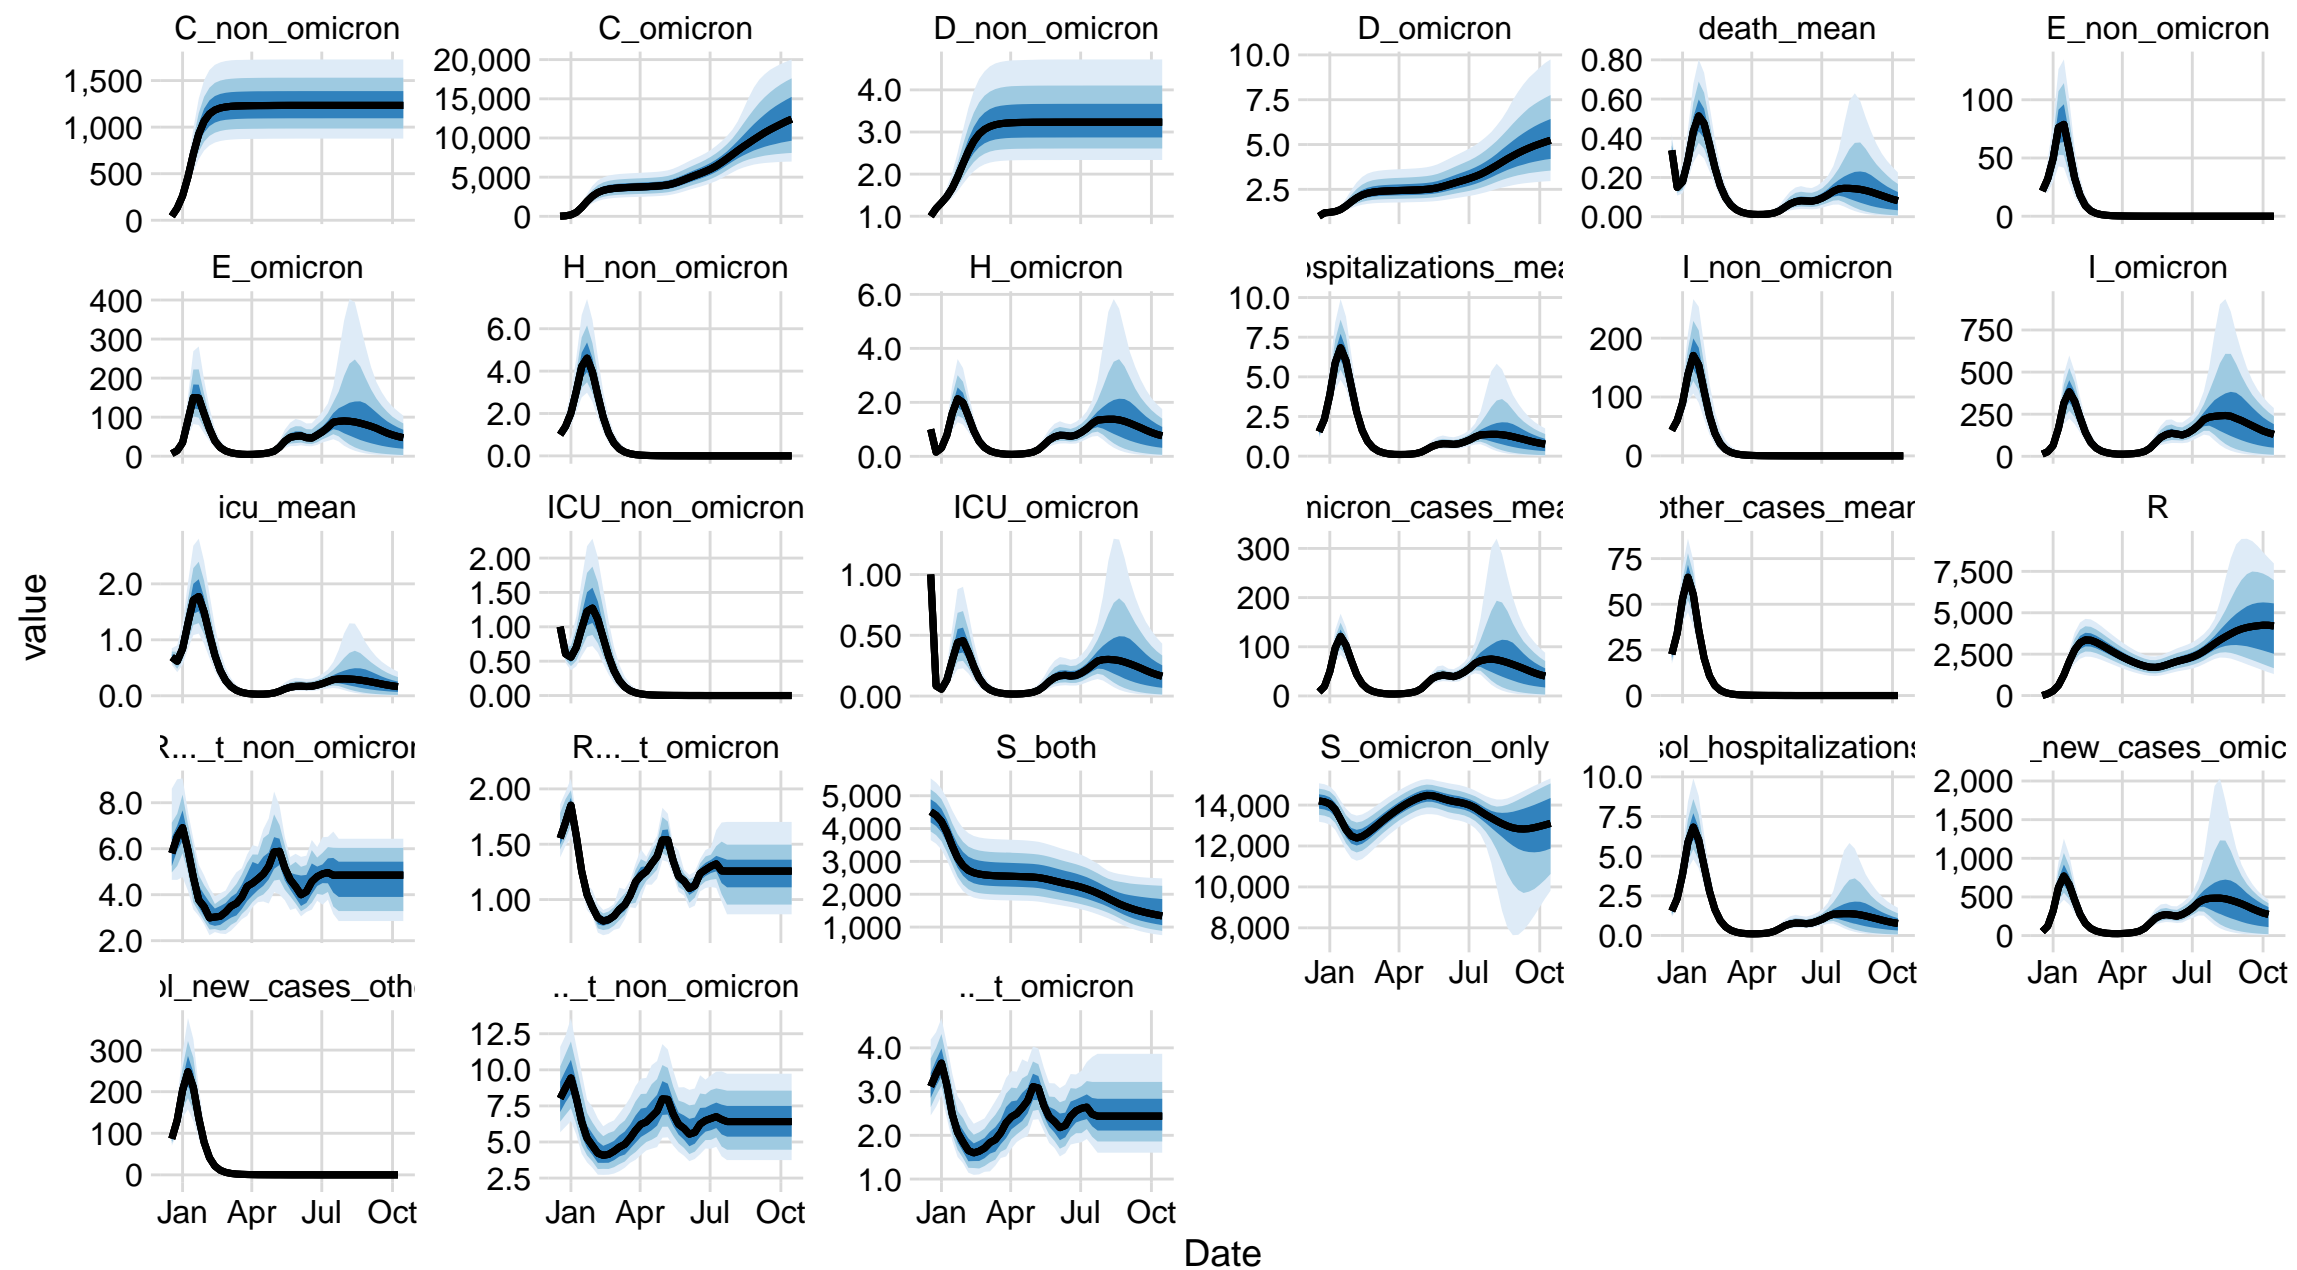 C_non_omicron C_omicron D_non_omicron D_omicron death_mean E_non_omicron
1,500 1,000 500 0
20,000 15,000 10,000 5,000 0
4.0 3.0 2.0 1.0
10.0 7.5 5.0 2.5
0.80 0.60 0.40 0.20 0.00
100 50 0
E_omicron H_non_omicron H_omicron ospitalizations_mea I_non_omicron I_omicron
400 300 200 100 0
6.0 4.0 2.0 0.0
6.0 4.0 2.0 0.0
10.0 7.5 5.0 2.5 0.0
200 100 0
750 500 250 0
value
icu_mean ICU_non_omicron ICU_omicron micron_cases_mea other_cases_mean R
2.0 1.0 0.0
2.00 1.50 1.00 0.50 0.00
1.00 0.50 0.00
300 200 100 0
75 50 25 0
7,500 5,000 2,500 0
R..._t_non_omicron R..._t_omicron S_both S_omicron_only sol_hospitalizations _new_cases_omic
8.0 6.0 4.0 2.0
2.00 1.50 1.00
5,000 4,000 3,000 2,000 1,000
14,000 12,000 10,000 8,000
10.0 7.5 5.0 2.5 0.0
2,000 1,500 1,000 500 0
Jan Apr Jul Oct Jan Apr Jul Oct Jan Apr Jul Oct
ol_new_cases_oth .._t_non_omicron .._t_omicron
300 200 100 0
12.5 10.0 7.5 5.0 2.5
4.0 3.0 2.0 1.0
Jan Apr Jul Oct Jan Apr Jul Oct Jan Apr Jul Oct
Date